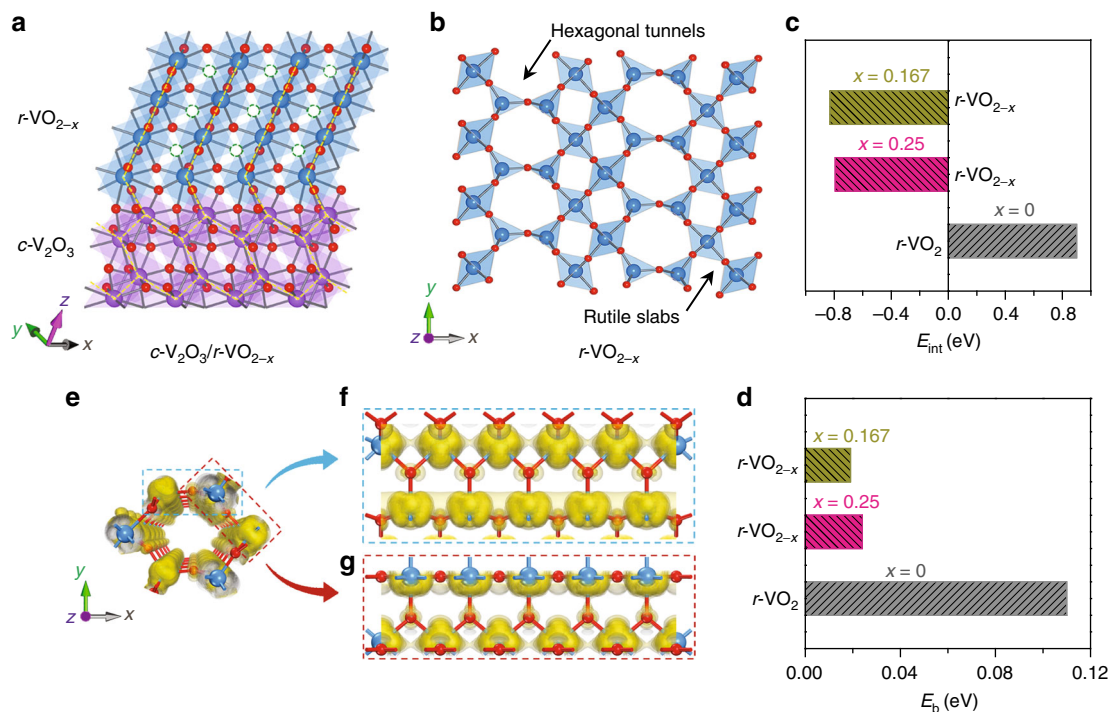 a
r-VO2–x
c-V2O3
z
y
x
c-V2O3/r-VO2–x
b
Hexagonal tunnels
Rutile slabs
y
z
x
r-VO2–x
c
x = 0.167
r-VO2–x
x = 0.25
r-VO2–x
x = 0
r-VO2
–0.8
–0.4
0.0
0.4
0.8
Eint (eV)
e
y
z
x
f
g
d
x = 0.167
r-VO2–x
x = 0.25
r-VO2–x
x = 0
r-VO2
0.00
0.04
0.08
0.12
Eb (eV)